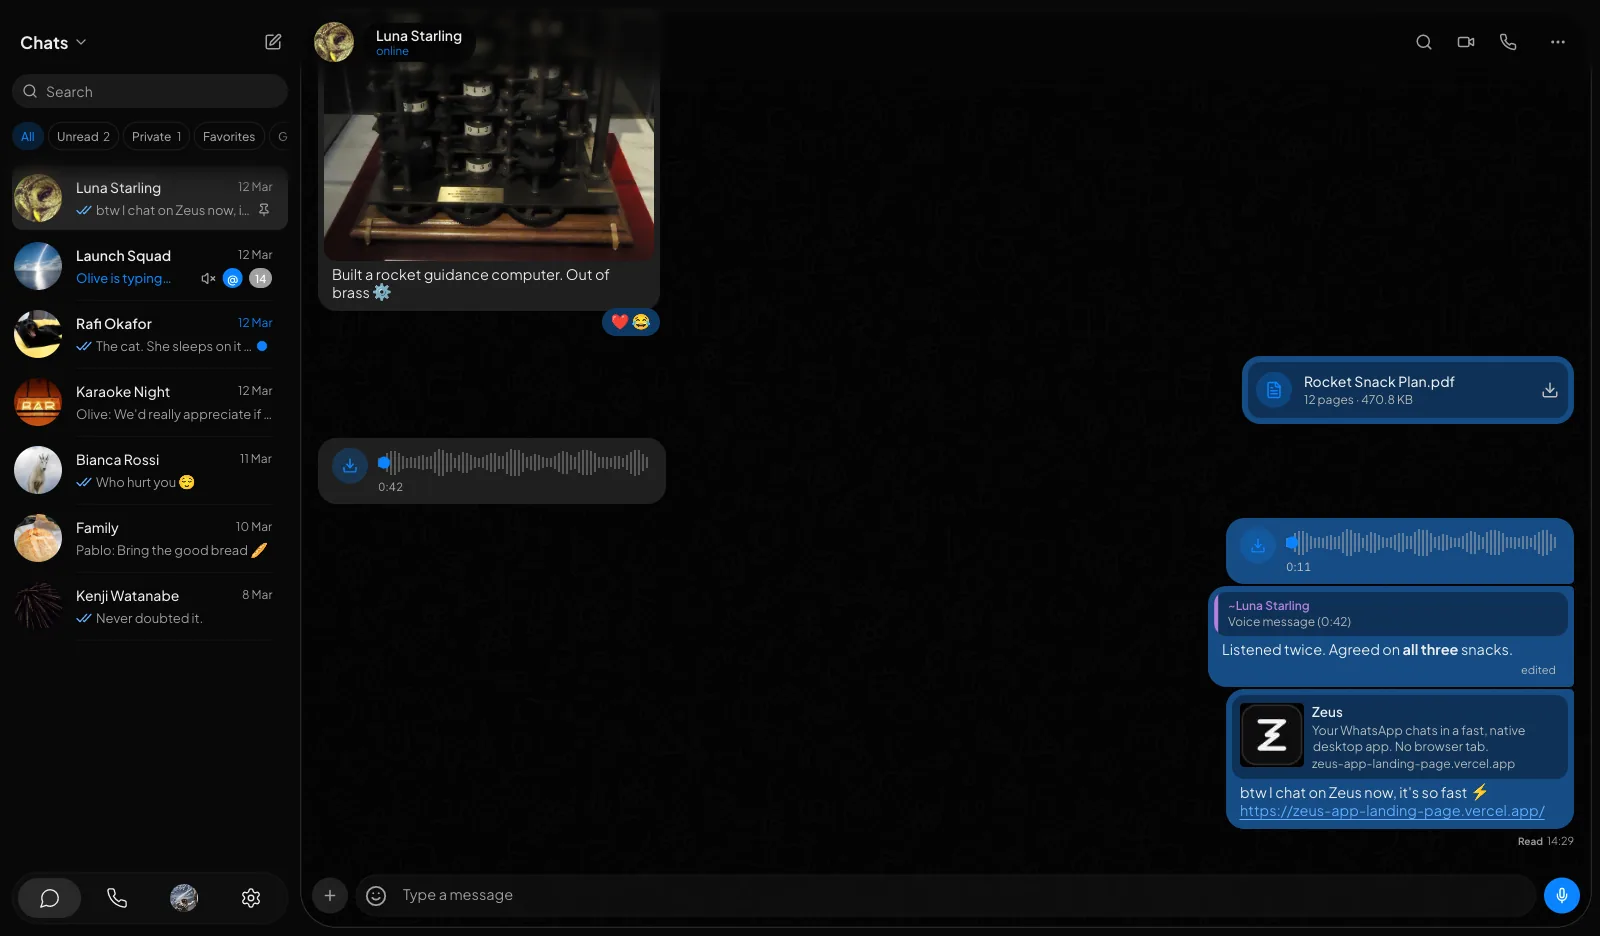 Chats
Search
All
Unread 2
Private 1
Favorites
G
Luna Starling
12 Mar
btw I chat on Zeus now, i...
Launch Squad
12 Mar
Olive is typing...
@
14
Rafi Okafor
12 Mar
The cat. She sleeps on it ...
Karaoke Night
12 Mar
Olive: We'd really appreciate if ...
BAR
Bianca Rossi
11 Mar
Who hurt you 😌
Family
10 Mar
Pablo: Bring the good bread 🥖
Kenji Watanabe
8 Mar
Never doubted it.
Luna Starling
online
Built a rocket guidance computer. Out of
brass ⚙️
❤️😂
Rocket Snack Plan.pdf
12 pages · 470.8 KB
0:42
0:11
~Luna Starling
Voice message (0:42)
Listened twice. Agreed on all three snacks.
edited
Zeus
Your WhatsApp chats in a fast, native
desktop app. No browser tab.
zeus-app-landing-page.vercel.app
btw I chat on Zeus now, it's so fast ⚡
https://zeus-app-landing-page.vercel.app/
Read 14:29
Type a message